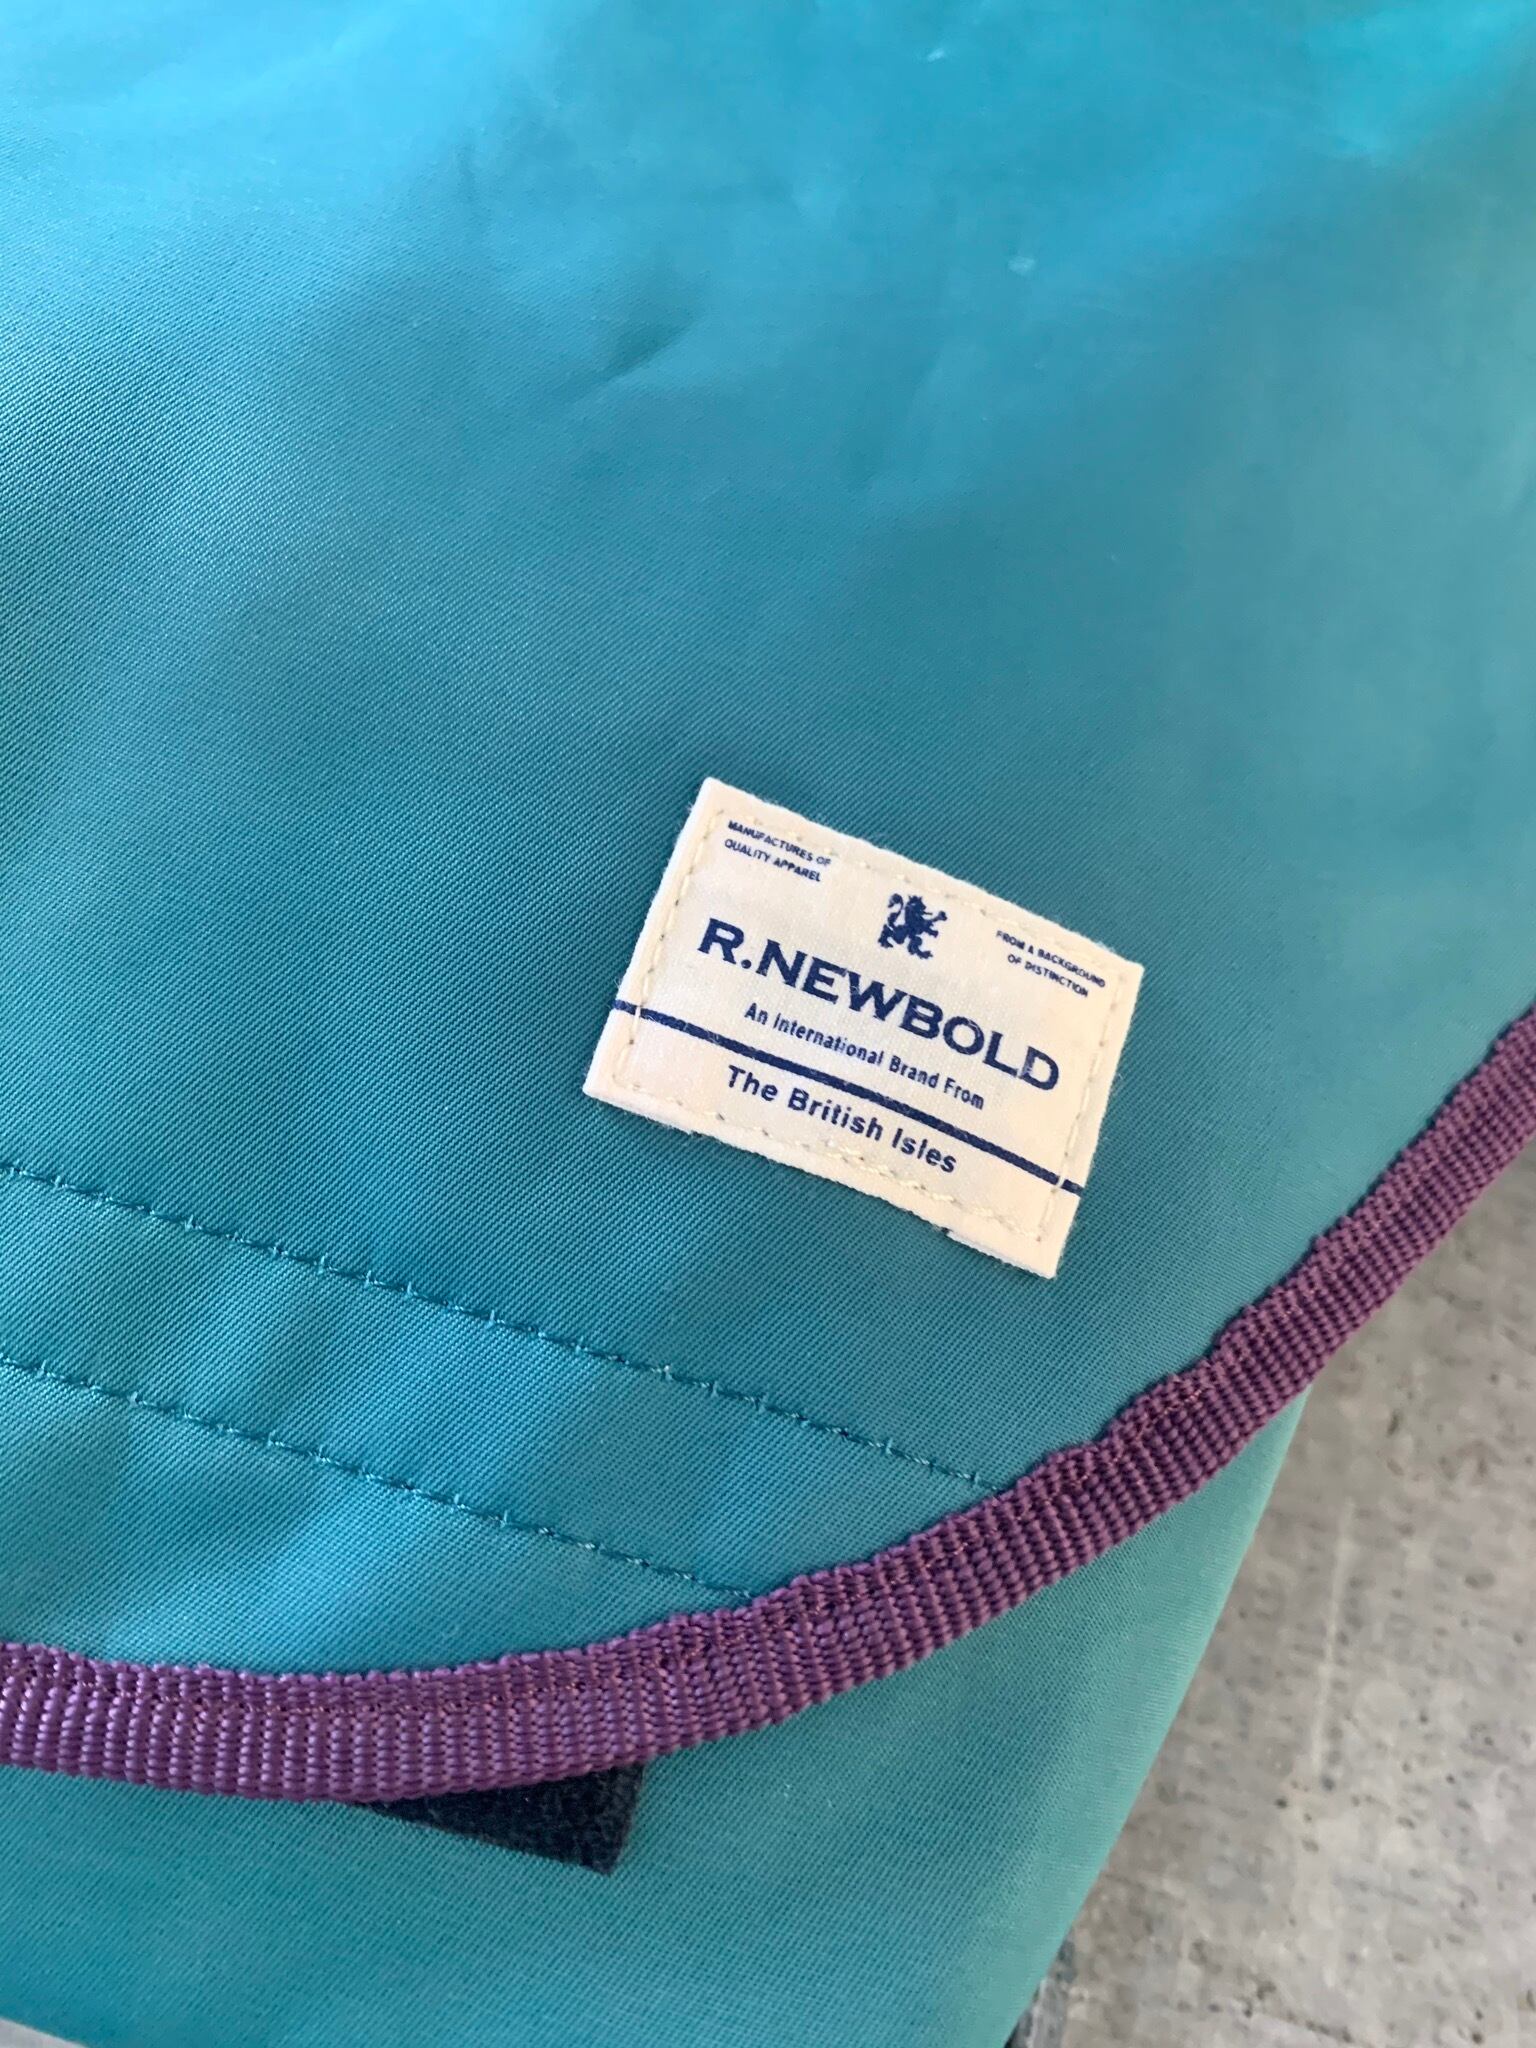 MANUFACTURES OF
QUALITY APPAREL
FROM A BACKGROUND
OF DISTINCTION
R.NEWBOLD
An International Brand From
The British Isles